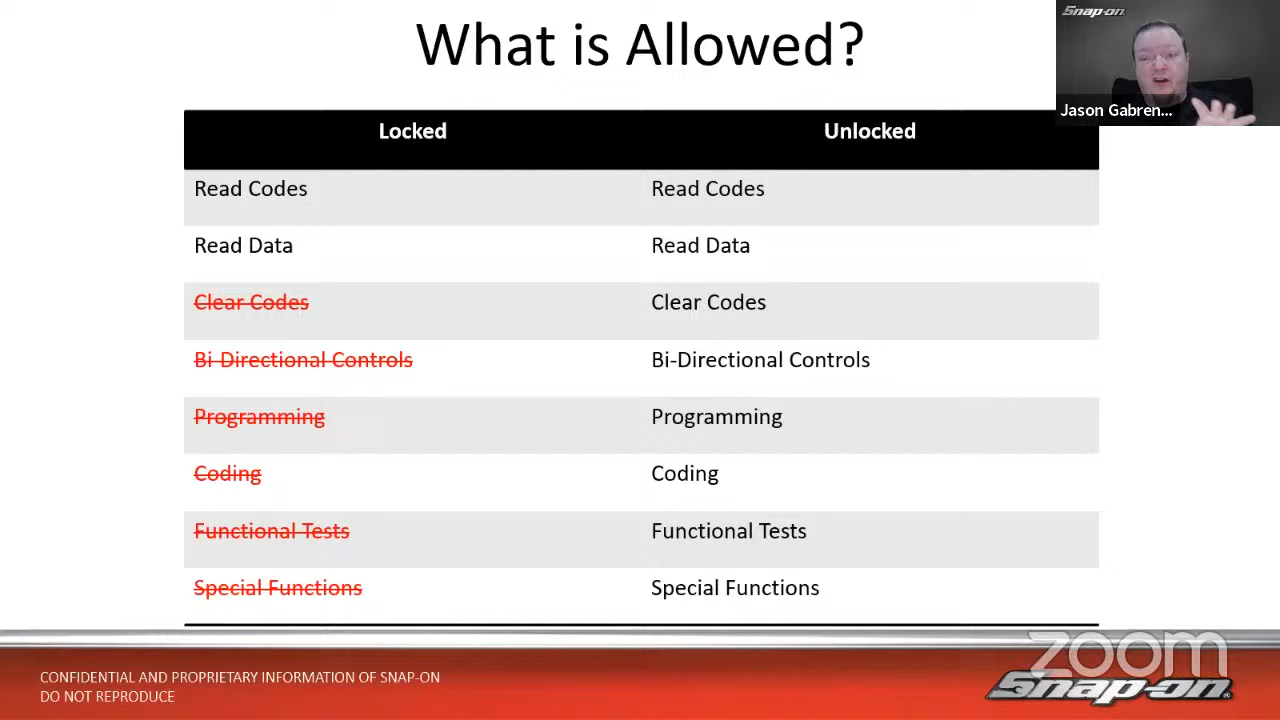 What is Allowed?
Snap-on
Jason Gabren...
Locked Unlocked
Read Codes Read Codes
Read Data Read Data
Clear Codes Clear Codes
Bi-Directional Controls Bi-Directional Controls
Programming Programming
Coding Coding
Functional Tests Functional Tests
Special Functions Special Functions
CONFIDENTIAL AND PROPRIETARY INFORMATION OF SNAP-ON
DO NOT REPRODUCE
zoom
Snap-on